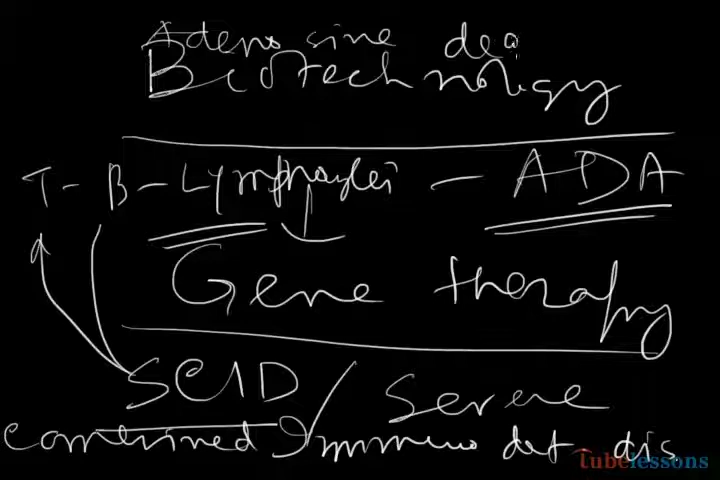 Adenosine dea
Biotechnology
T - B - Lymphocytes - ADA
Gene therapy
SCID / Severe
combined Immuno def. dis.
tubelessons